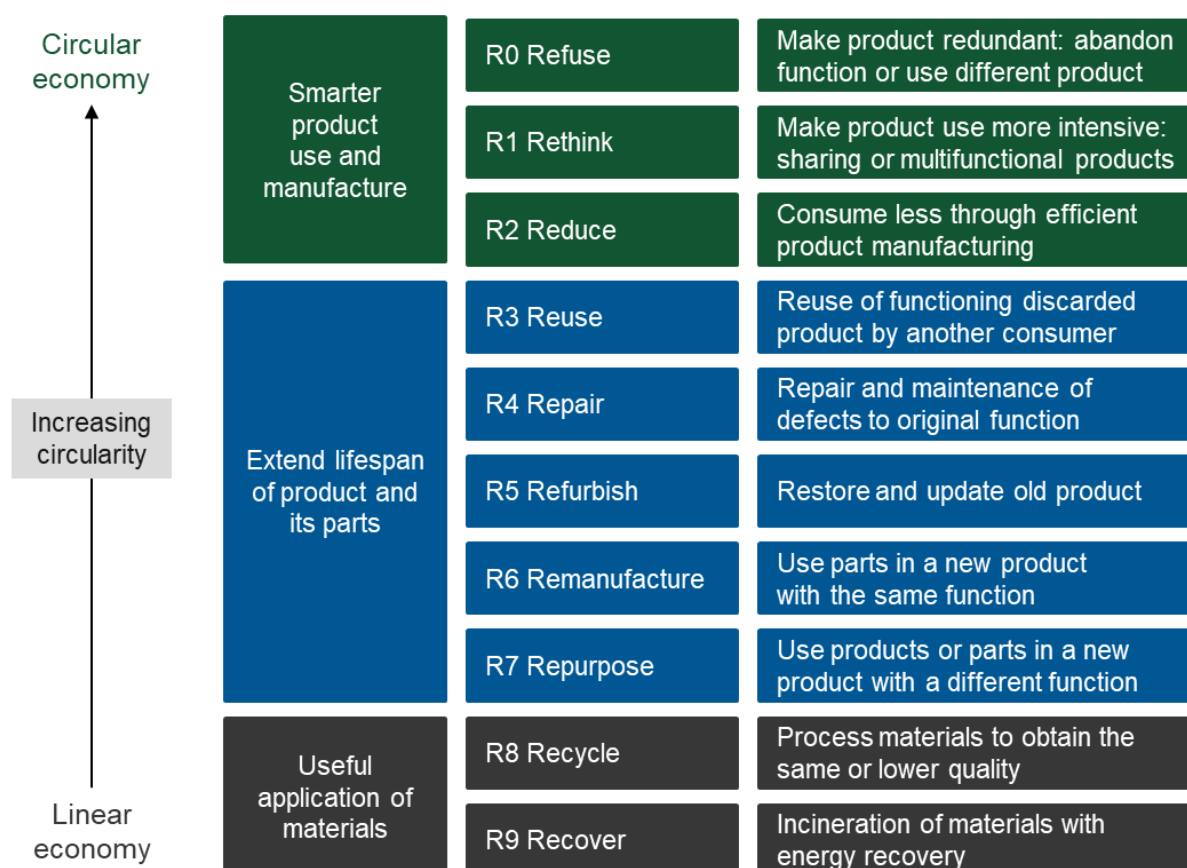 Circular
economy
Increasing
circularity
Linear
economy
Smarter
product
use and
manufacture
R0 Refuse
Make product redundant: abandon
function or use different product
R1 Rethink
Make product use more intensive:
sharing or multifunctional products
R2 Reduce
Consume less through efficient
product manufacturing
Extend lifespan
of product and
its parts
R3 Reuse
Reuse of functioning discarded
product by another consumer
R4 Repair
Repair and maintenance of
defects to original function
R5 Refurbish
Restore and update old product
R6 Remanufacture
Use parts in a new product
with the same function
R7 Repurpose
Use products or parts in a new
product with a different function
Useful
application of
materials
R8 Recycle
Process materials to obtain the
same or lower quality
R9 Recover
Incineration of materials with
energy recovery